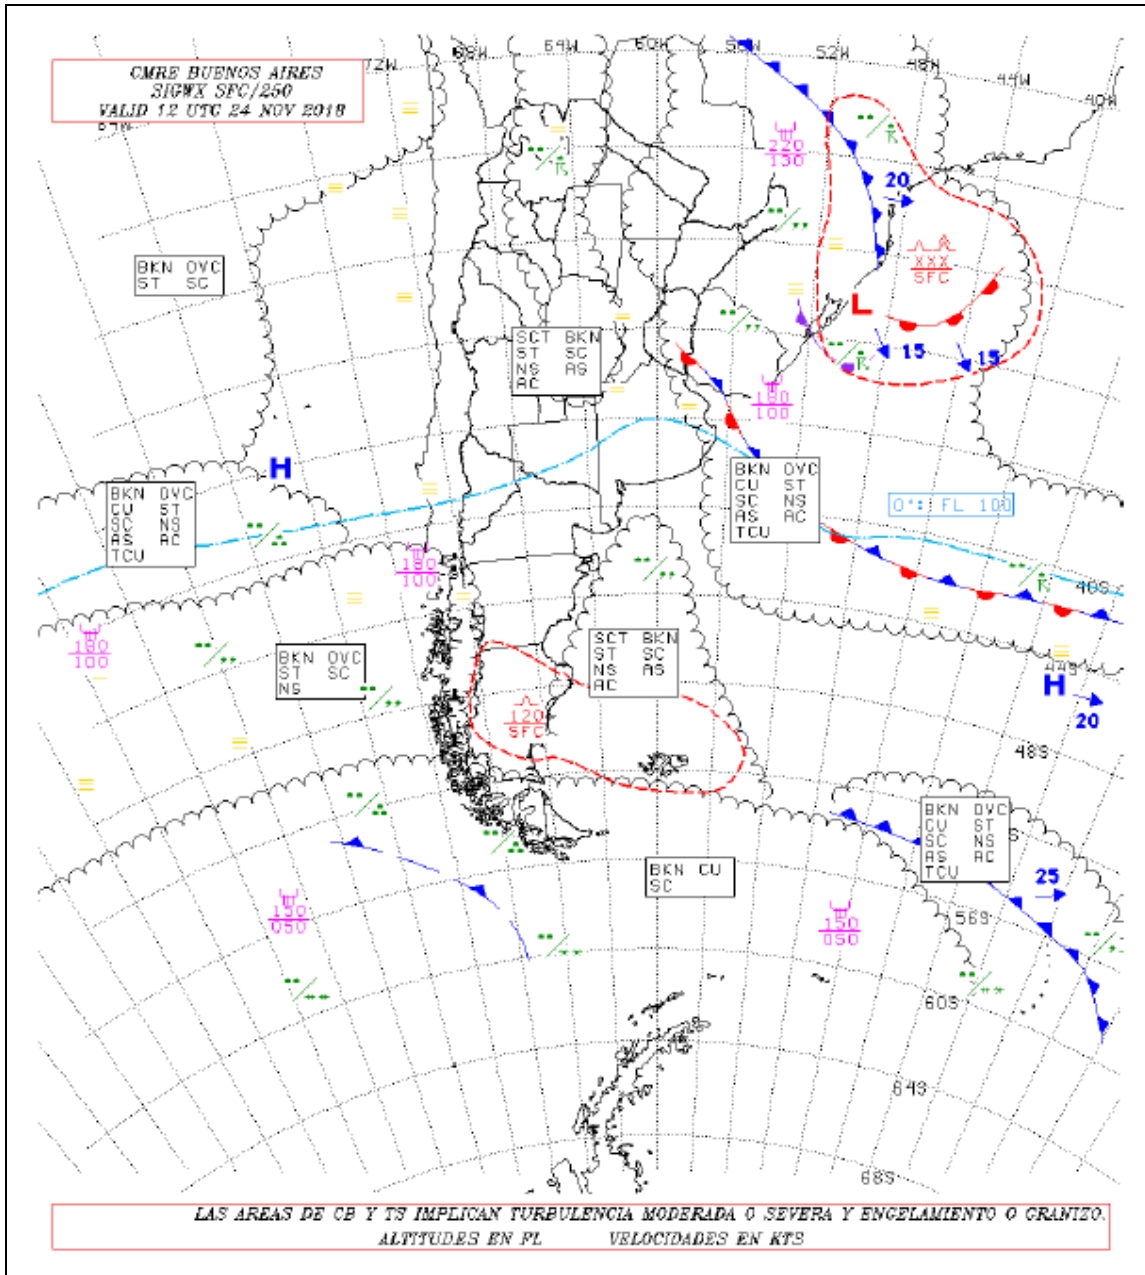 72W 68W 64W 60W 56W 52W 48W 44W 40W
CMRE BUENOS AIRES
SIGWX SFC/250
VALID 12 UTC 24 NOV 2018
220
130
20
XXX
SFC
BKN OVC
ST SC
L
SCT BKN
ST SC
NS AS
AC
15
15
180
100
H
BKN OVC
CU ST
SC NS
AS AC
TCU
BKN OVC
CU ST
SC NS
AS AC
TCU
0°: FL 100
180
100
40S
180
100
SCT BKN
ST SC
NS AS
AC
BKN OVC
ST SC
NS
44S
H
20
120
SFC
48S
BKN OVC
CU ST
SC NS
AS AC
TCU
BKN CU
SC
25
150
050
150
050
56S
60S
64S
68S
LAS AREAS DE CB Y TS IMPLICAN TURBULENCIA MODERADA O SEVERA Y ENGELAMIENTO O GRANIZO.
ALTITUDES EN FL VELOCIDADES EN KTS